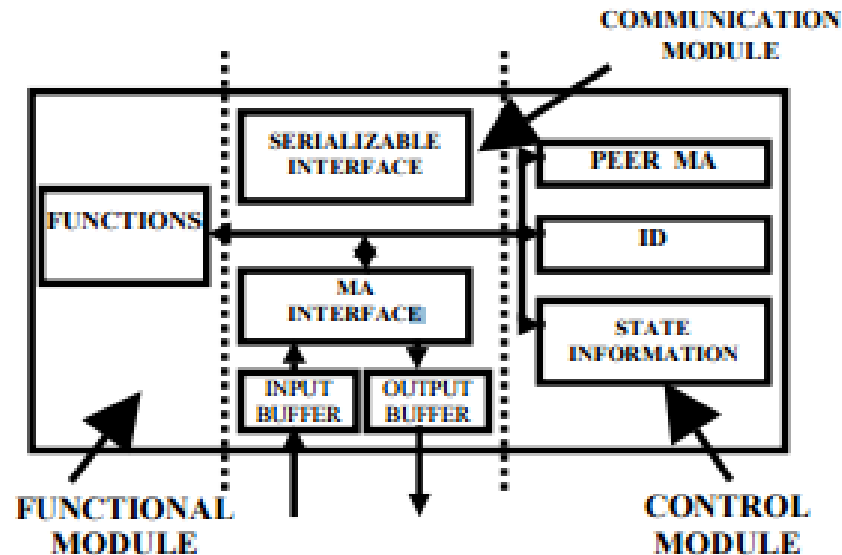 COMMUNICATION
MODULE
SERIALIZABLE
INTERFACE
PEER MA
FUNCTIONS
ID
MA
INTERFACE
STATE
INFORMATION
INPUT
BUFFER
OUTPUT
BUFFER
FUNCTIONAL
MODULE
CONTROL
MODULE